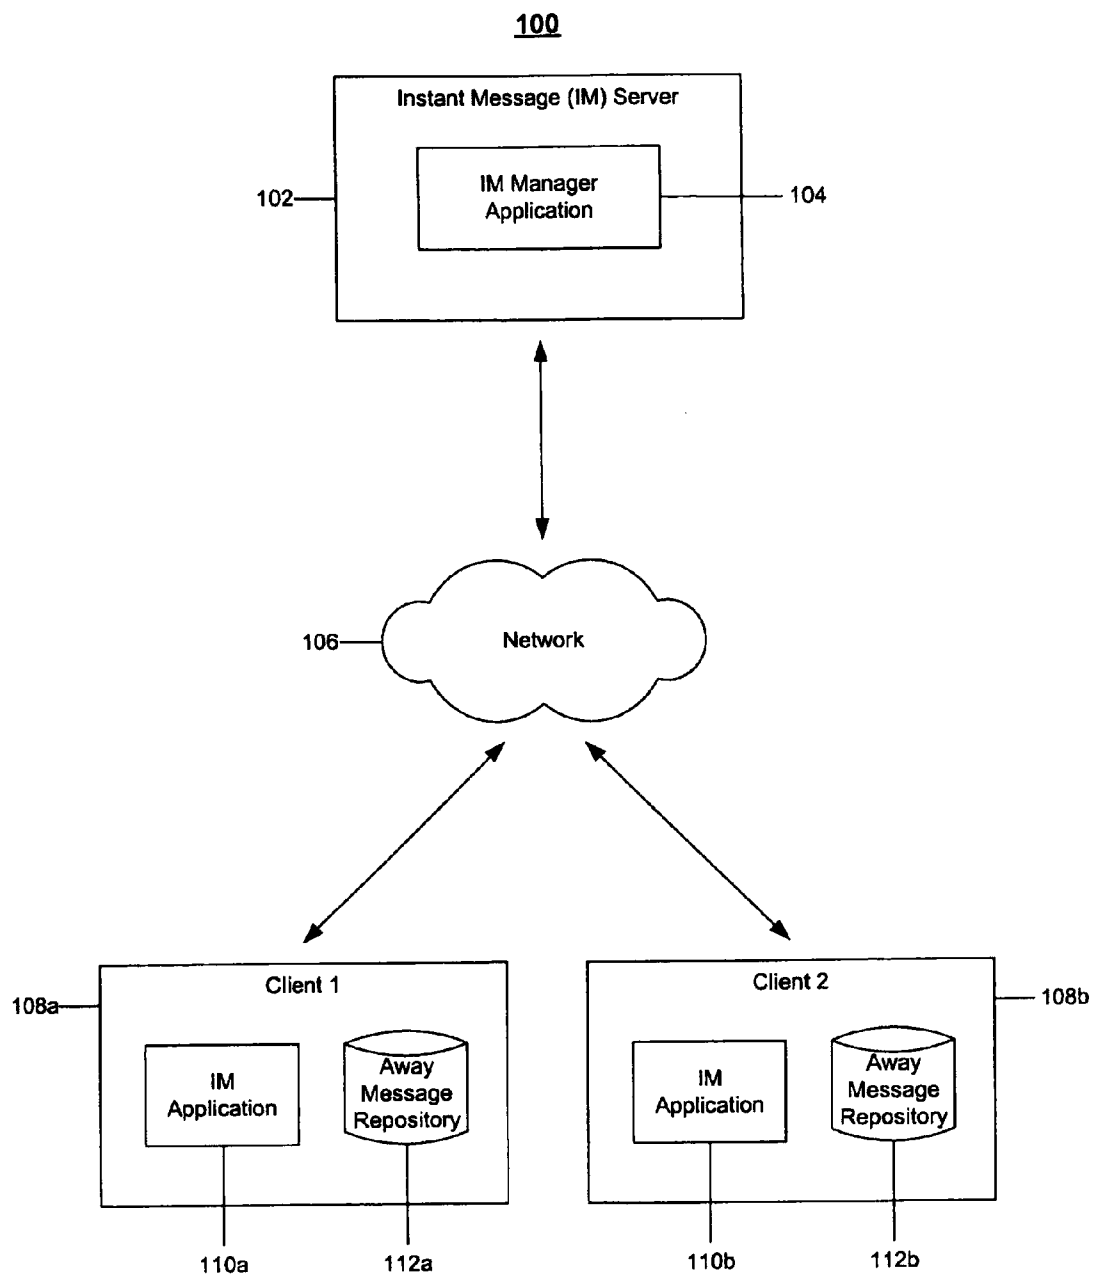 100
Instant Message (IM) Server
IM Manager
Application
102
104
106
Network
Client 1
108a
IM
Application
Away
Message
Repository
110a
112a
Client 2
108b
IM
Application
Away
Message
Repository
110b
112b